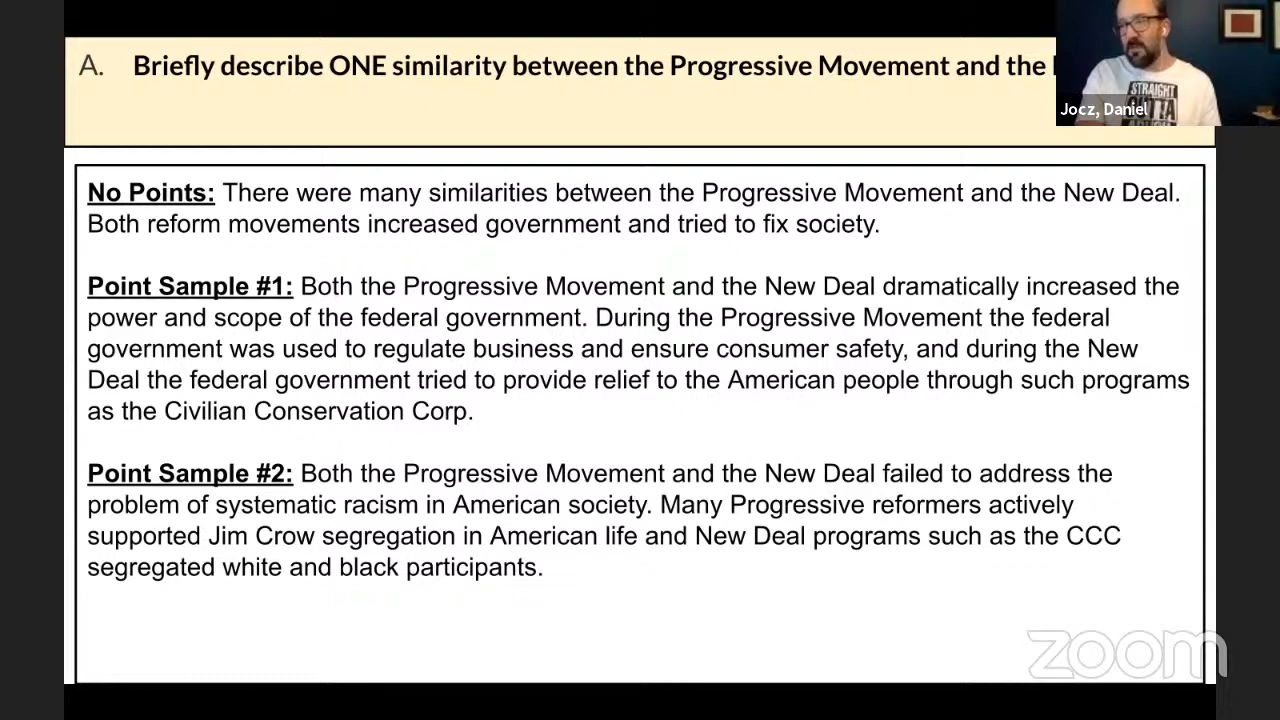 A. Briefly describe ONE similarity between the Progressive Movement and the
Jocz, Daniel
STRAIGHT
OUTTA
No Points: There were many similarities between the Progressive Movement and the New Deal.
Both reform movements increased government and tried to fix society.
Point Sample #1: Both the Progressive Movement and the New Deal dramatically increased the
power and scope of the federal government. During the Progressive Movement the federal
government was used to regulate business and ensure consumer safety, and during the New
Deal the federal government tried to provide relief to the American people through such programs
as the Civilian Conservation Corp.
Point Sample #2: Both the Progressive Movement and the New Deal failed to address the
problem of systematic racism in American society. Many Progressive reformers actively
supported Jim Crow segregation in American life and New Deal programs such as the CCC
segregated white and black participants.
zoom